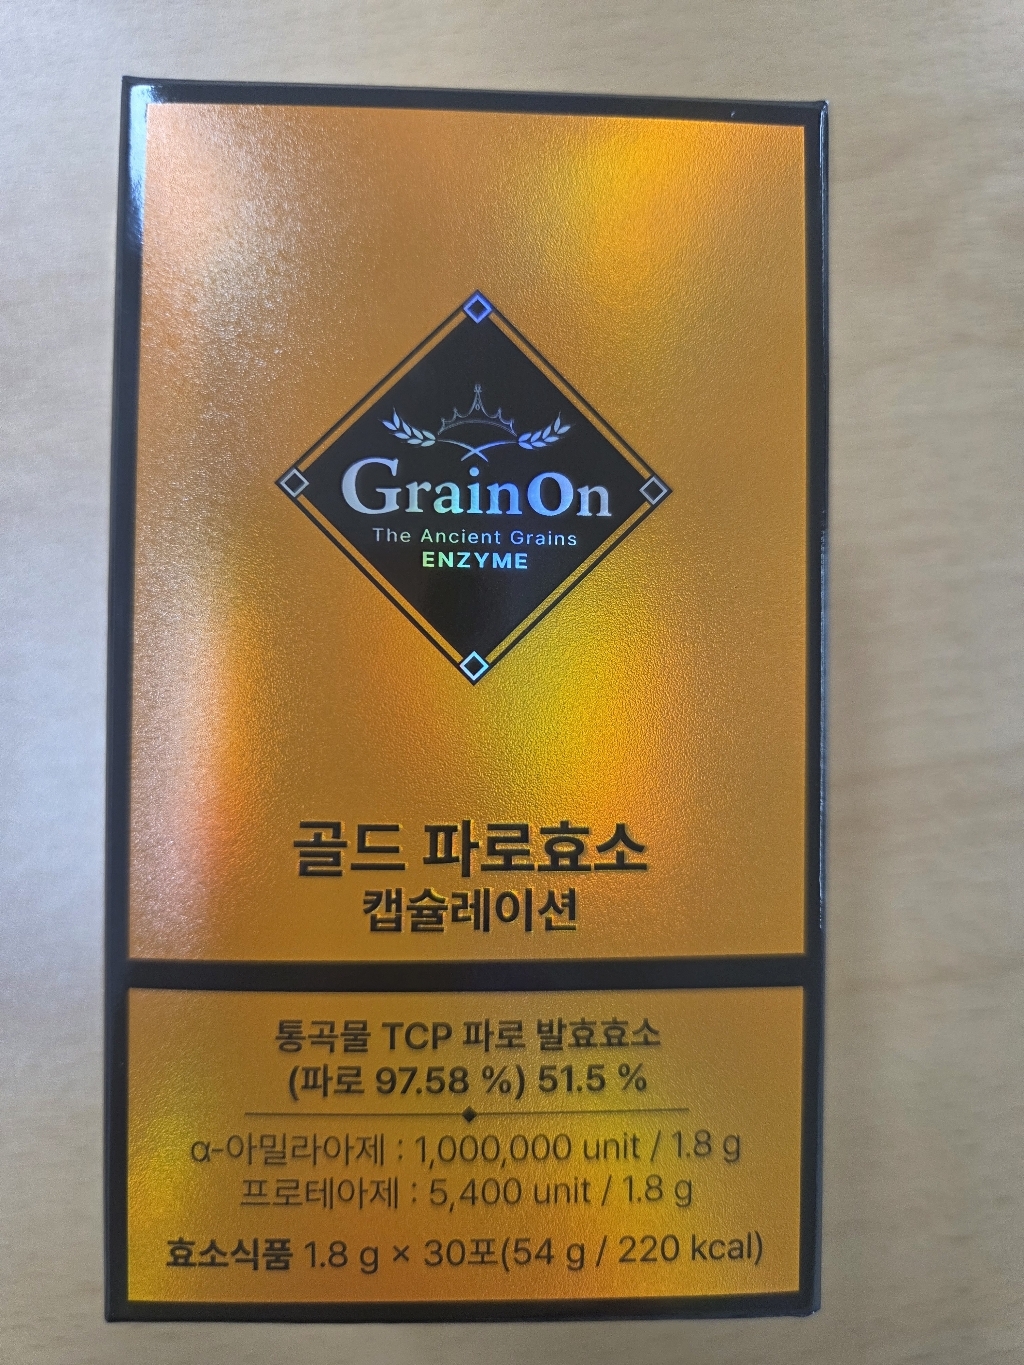 GrainOn
The Ancient Grains
ENZYME
골드 파로효소
캡슐레이션
통곡물 TCP 파로 발효효소
(파로 97.58 %) 51.5 %
α-아밀라아제 : 1,000,000 unit / 1.8 g
프로테아제 : 5,400 unit / 1.8 g
효소식품 1.8 g × 30포(54 g / 220 kcal)